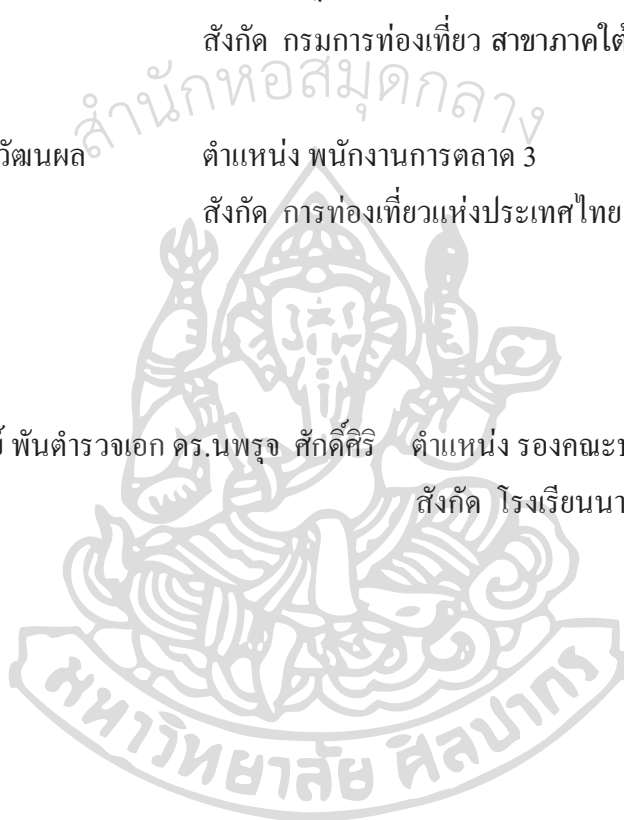 สังกัด กรมการท่องเที่ยว สาขาภาคใต้
สำนักหอสมุดกลาง
วัฒนผล ตำแหน่ง พนักงานการตลาด 3
สังกัด การท่องเที่ยวแห่งประเทศไทย
พันตำรวจเอก ดร.นพรุจ ศักดิ์ศิริ ตำแหน่ง รองคณะ
สังกัด โรงเรียนนา
มหาวิทยาลัย ศิลปากร